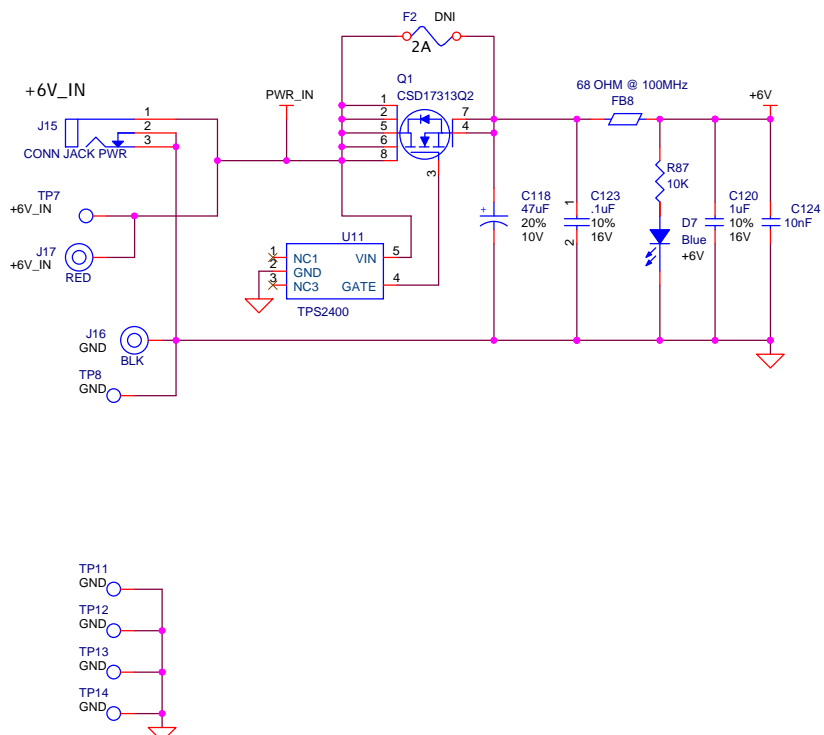 F2 DNI
2A
Q1
CSD17313Q2
68 OHM @ 100MHz
FB8
+6V
+6V_IN
PWR_IN
J15
1
2
3
CONN JACK PWR
1
2
5
6
8
7
4
3
TP7
+6V_IN
J17
+6V_IN
RED
U11
1
2
3
NC1
GND
NC3
VIN
GATE
5
4
TPS2400
C118
47uF
20%
10V
1
2
C123
.1uF
10%
16V
R87
10K
D7
Blue
+6V
C120
1uF
10%
16V
C124
10nF
+
J16
GND
BLK
TP8
GND
TP11
GND
TP12
GND
TP13
GND
TP14
GND